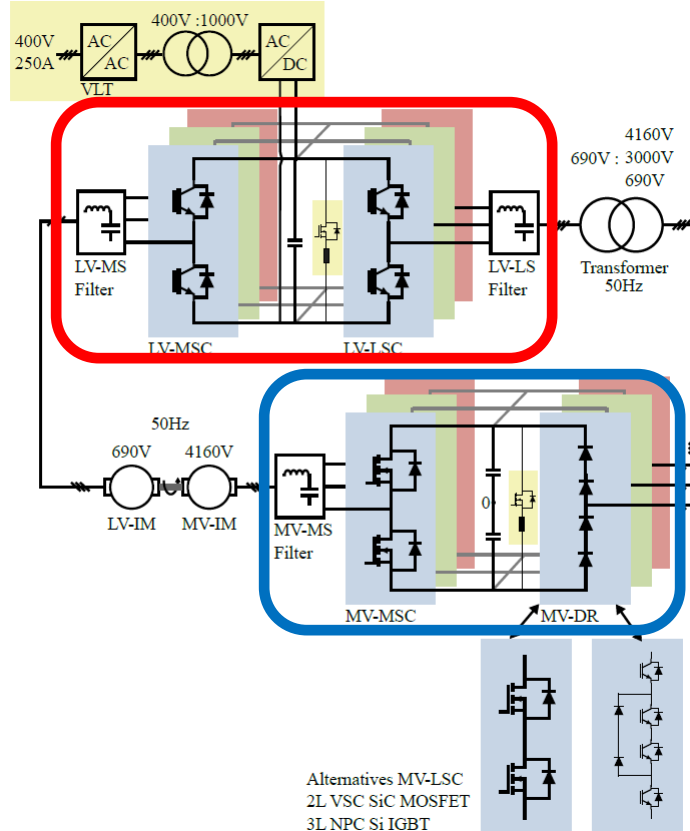 400V :1000V
400V
250A
AC
AC
AC
DC
VLT
4160V
690V : 3000V
690V
LV-MS
Filter
LV-LS
Filter
Transformer
50Hz
LV-MSC
LV-LSC
50Hz
690V
4160V
LV-IM
MV-IM
0
MV-MS
Filter
MV-MSC
MV-DR
Alternatives MV-LSC
2L VSC SiC MOSFET
3L NPC Si IGBT